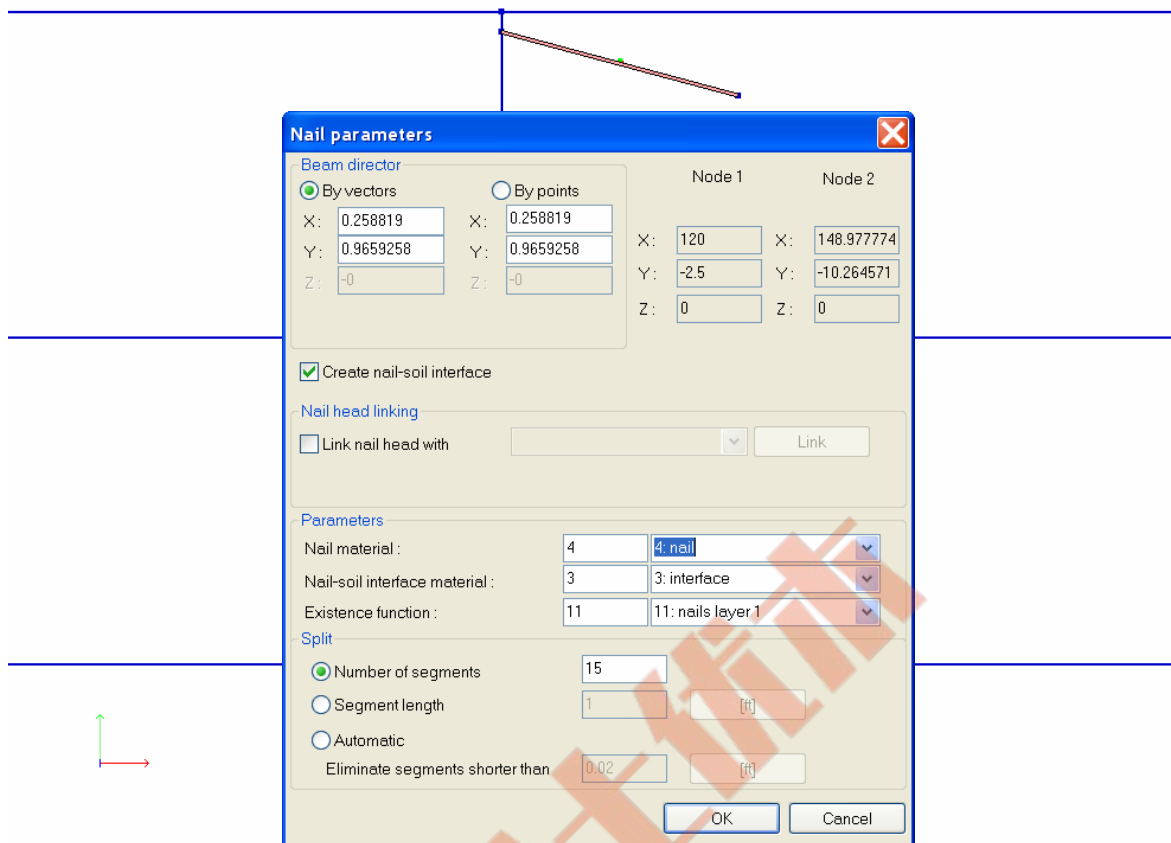 Nail parameters
Beam director
By vectors
By points
X: 0.258819
Y: 0.9659258
Z: -0
X: 0.258819
Y: 0.9659258
Z: -0
Node 1
Node 2
X: 120 X: 148.977774
Y: -2.5 Y: -10.264571
Z: 0 Z: 0
Create nail-soil interface
Nail head linking
Link nail head with Link
Parameters
Nail material : 4 4: nail
Nail-soil interface material : 3 3: interface
Existence function : 11 11: nails layer 1
Split
Number of segments 15
Segment length 1 [ft]
Automatic
Eliminate segments shorter than 0.02 [ft]
OK Cancel